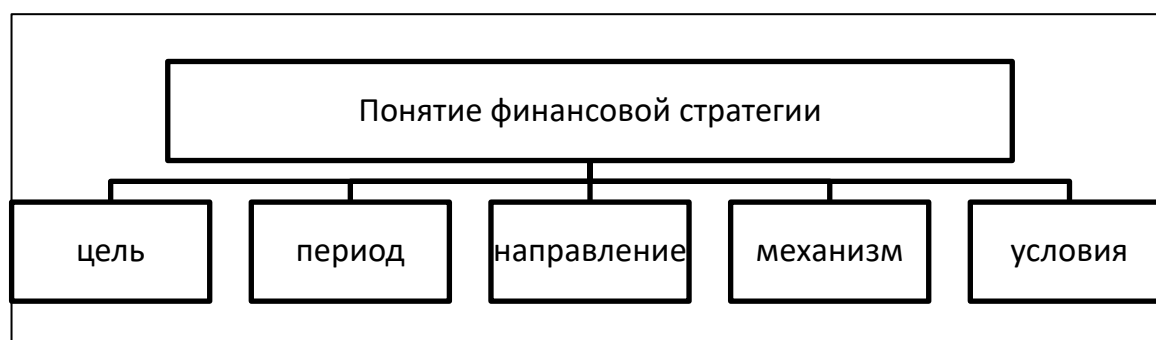 Понятие финансовой стратегии
цель
период
направление
механизм
условия